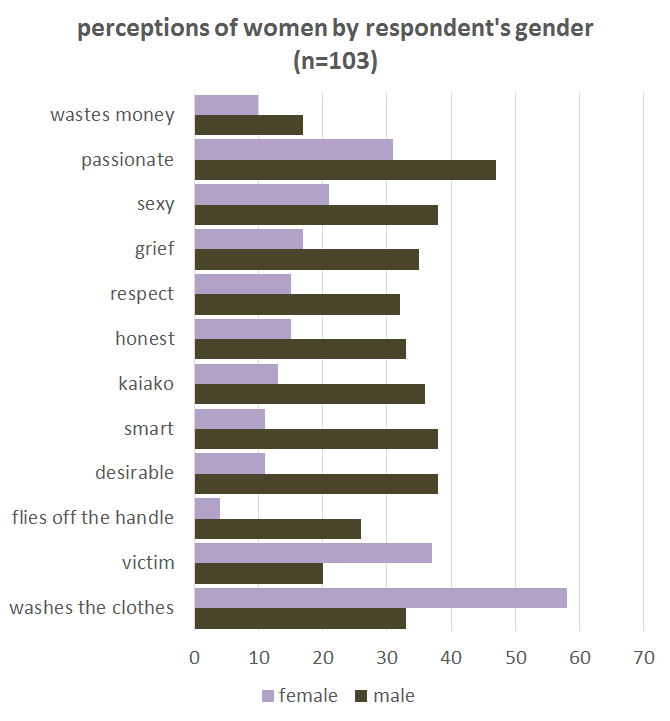 perceptions of women by respondent's gender
(n=103)
wastes money
passionate
sexy
grief
respect
honest
kaiako
smart
desirable
flies off the handle
victim
washes the clothes
0 10 20 30 40 50 60 70
female male